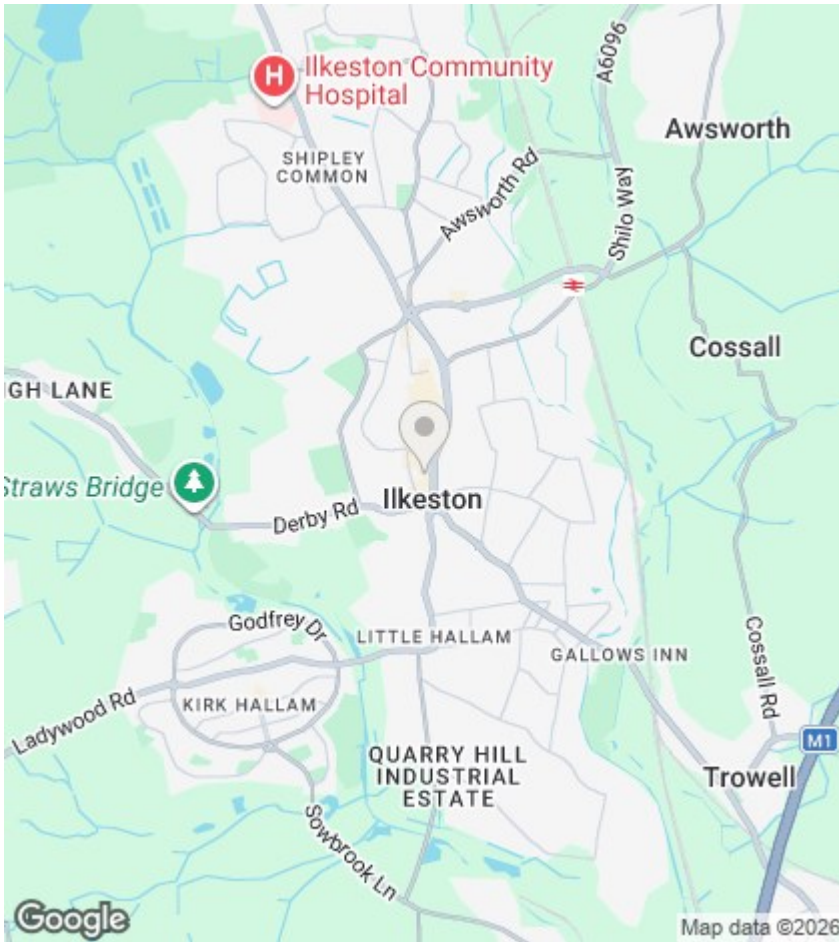 A6096
H Ilkeston Community
Hospital
Awsworth
SHIPLEY
COMMON
Awsworth Rd
Shilo Way
Cossall
IGH LANE
Straws Bridge
Derby Rd
Ilkeston
Godfrey Dr
LITTLE HALLAM
GALLOWS INN
Cossall Rd
Ladywood Rd
KIRK HALLAM
M1
QUARRY HILL
INDUSTRIAL
ESTATE
Trowell
Sowbrook Ln
Google
Map data ©2026